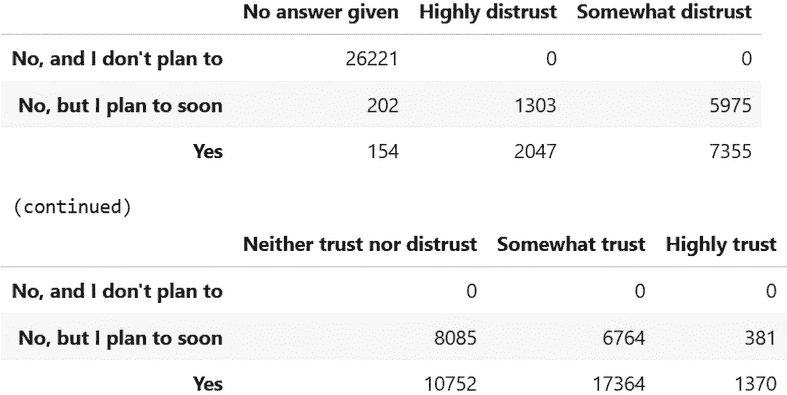 No answer given Highly distrust Somewhat distrust
No, and I don't plan to 26221 0 0
No, but I plan to soon 202 1303 5975
Yes 154 2047 7355
(continued)
Neither trust nor distrust Somewhat trust Highly trust
No, and I don't plan to 0 0 0
No, but I plan to soon 8085 6764 381
Yes 10752 17364 1370